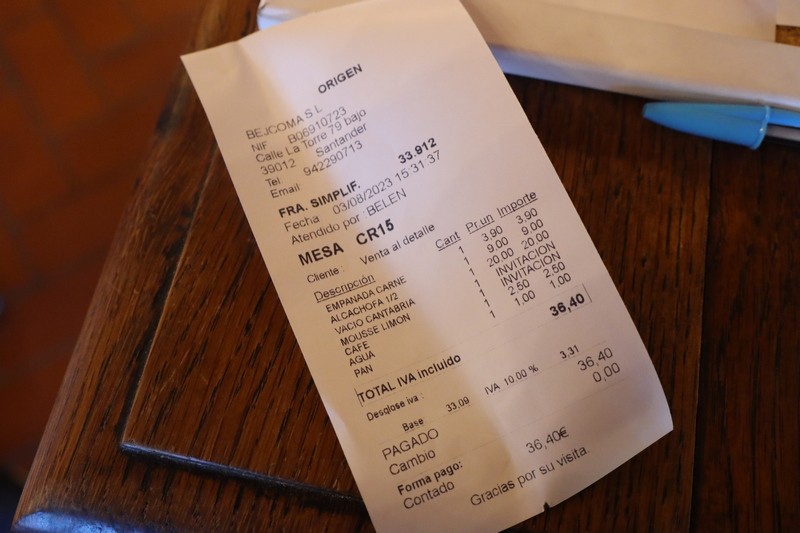 ORIGEN
BEJCOMA S L
NIF B06910723
Calle La Torre 79 bajo
39012 Santander
Tel 942290713
Email
FRA. SIMPLIF. 33.912
Fecha 03/08/2023 15 31 37
Atendido por BELEN
MESA CR15
Cliente : Venta al detalle
Descripción Cant Pr.un Importe
EMPANADA CARNE 1 3,90 3,90
ALCACHOFA 1/2 1 9.00 9.00
VACIO CANTABRIA 1 20.00 20.00
MOUSSE LIMON 1 INVITACION
CAFE 1 INVITACION
AGUA 1 2.50 2.50
PAN 1 1.00 1.00
TOTAL IVA incluido 36,40
Desglose iva :
Base 33.09 IVA 10.00 % 3.31
PAGADO 36,40
Cambio 0,00
Forma pago:
Contado 36,40€
Gracias por su visita.